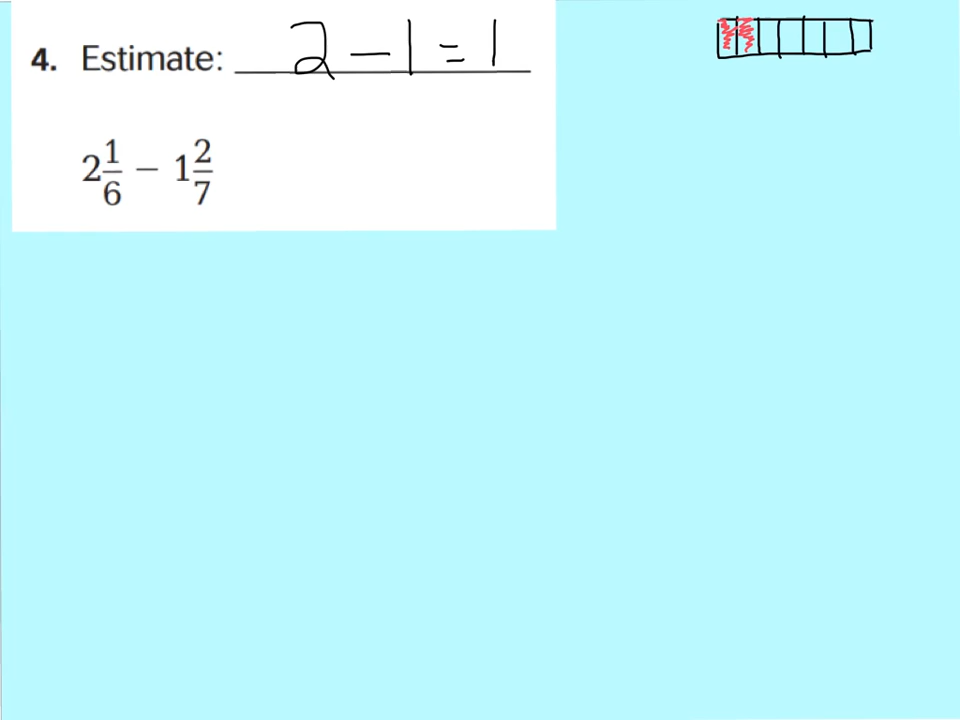 4. Estimate: 2 - 1 = 1
2 1/6 − 1 2/7